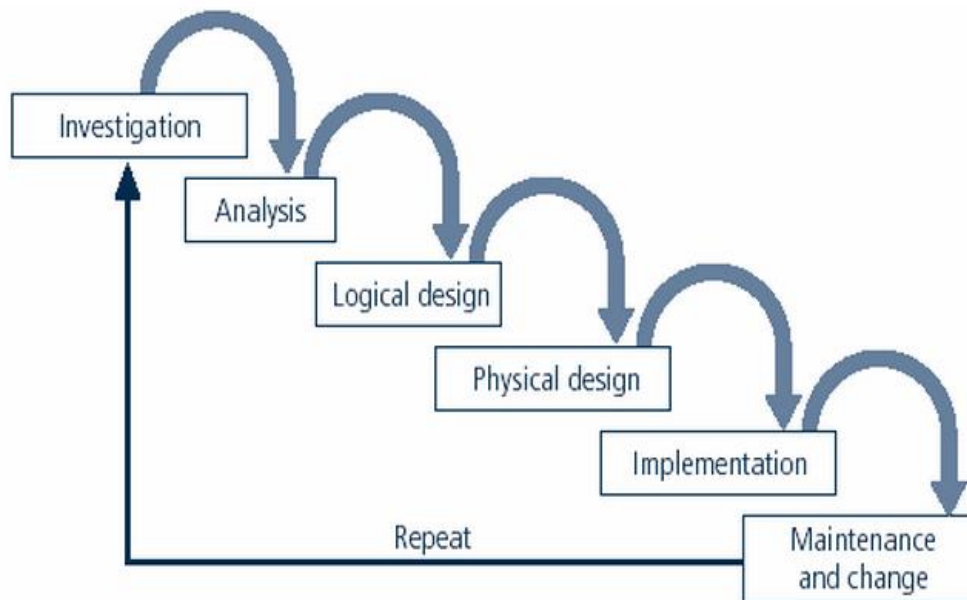 Investigation
Analysis
Logical design
Physical design
Implementation
Repeat
Maintenance
and change